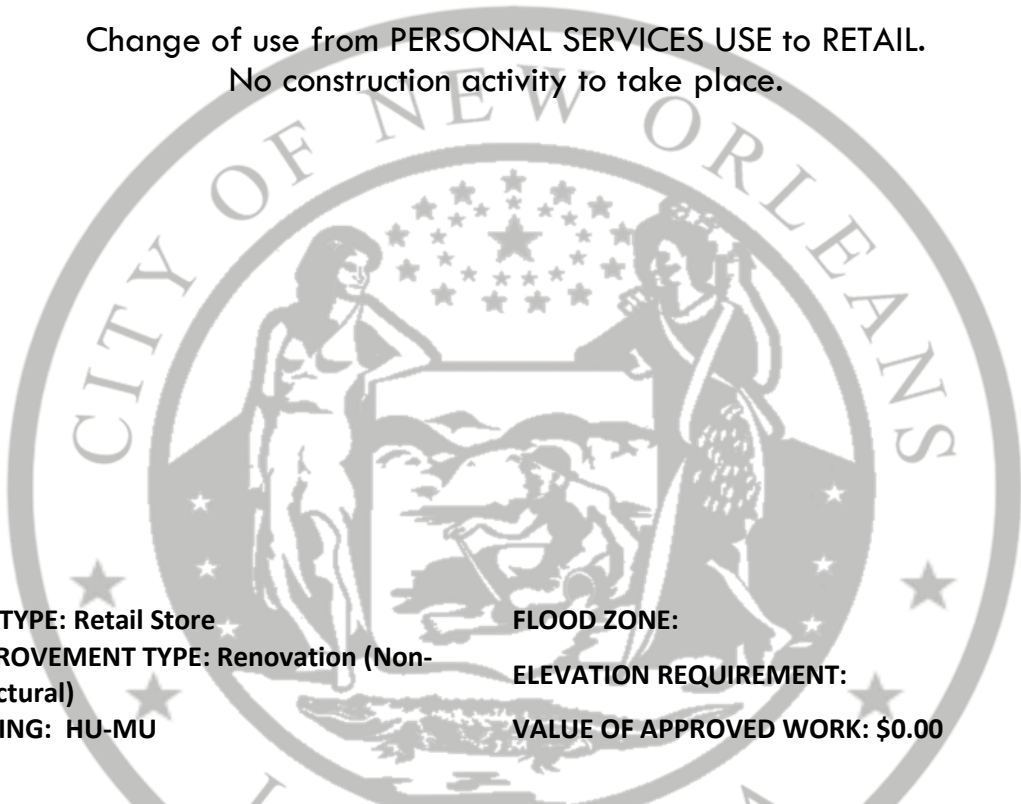 Change of use from PERSONAL SERVICES USE to RETAIL.
No construction activity to take place.
CITY OF NEW ORLEANS
TYPE: Retail Store
ROVEMENT TYPE: Renovation (Non-
ctural)
ING: HU-MU
FLOOD ZONE:
ELEVATION REQUIREMENT:
VALUE OF APPROVED WORK: $0.00